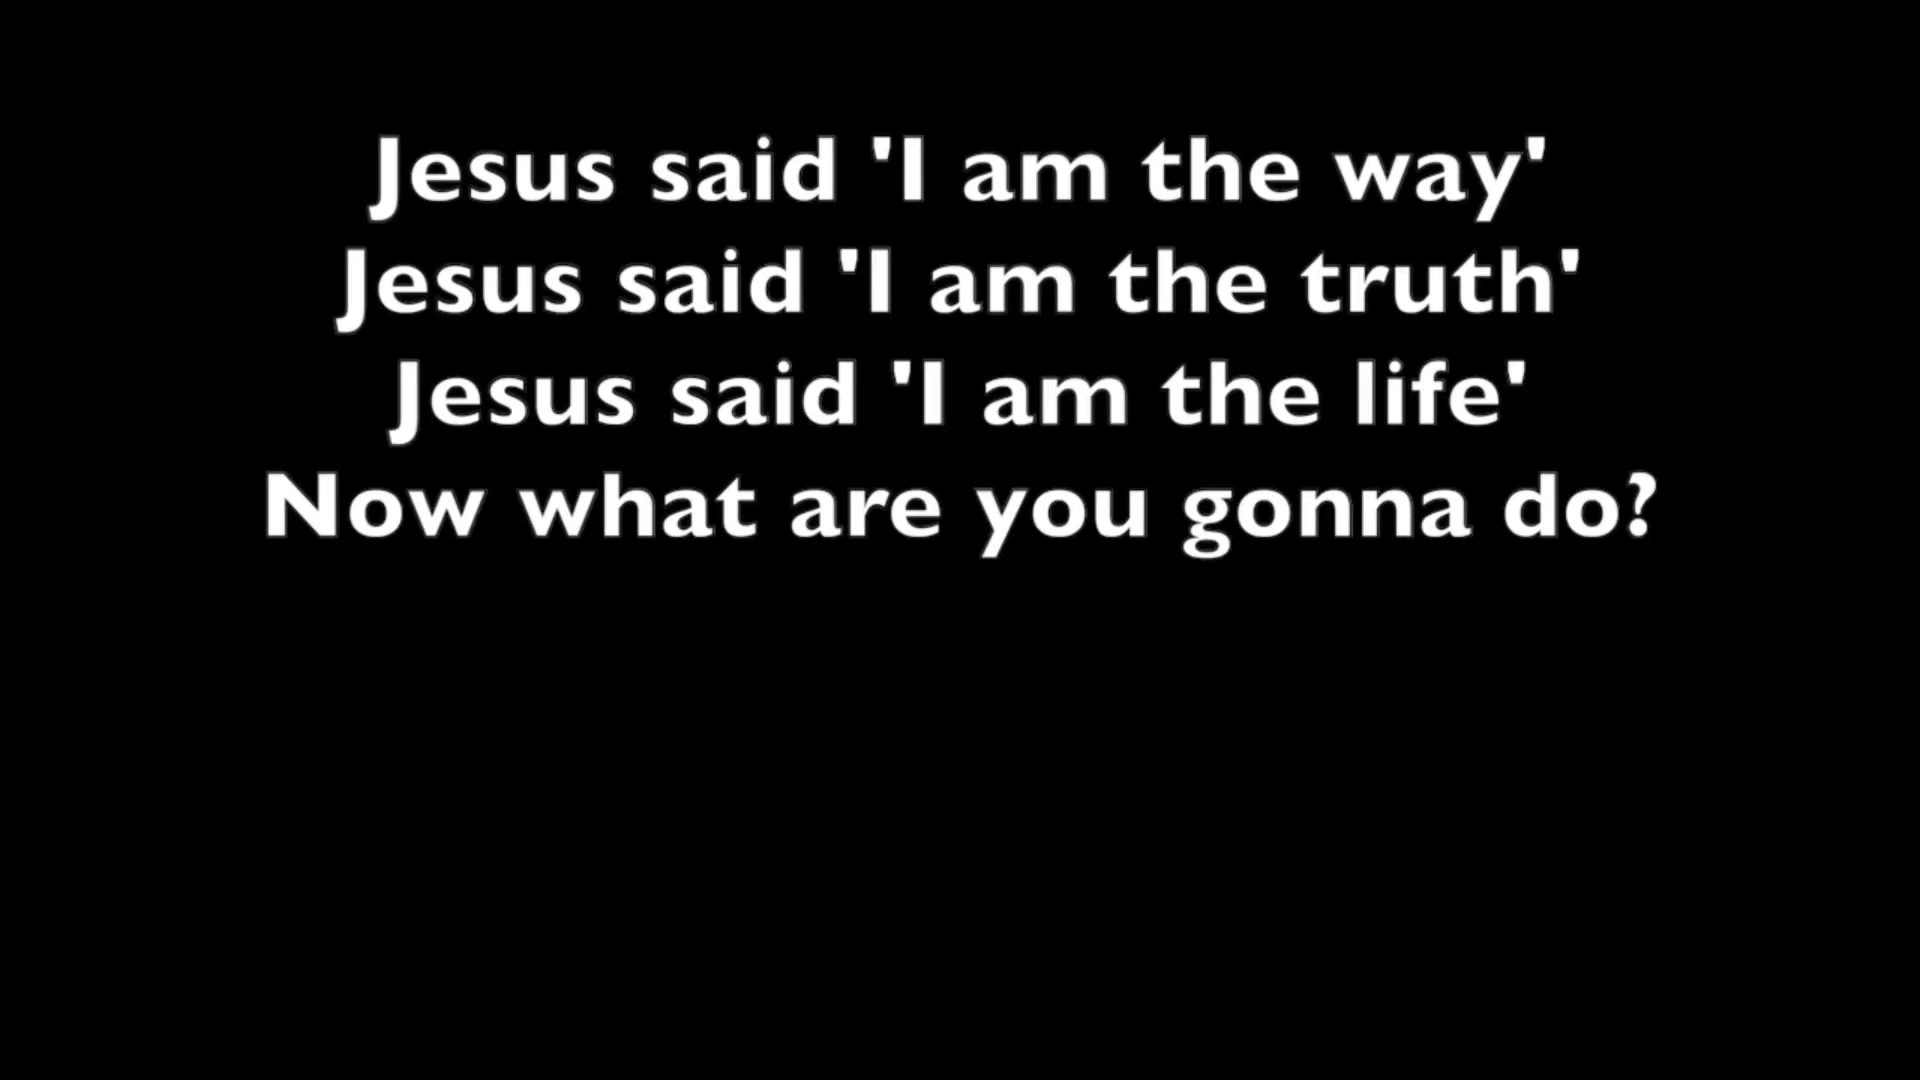 Jesus said 'I am the way'
Jesus said 'I am the truth'
Jesus said 'I am the life'
Now what are you gonna do?